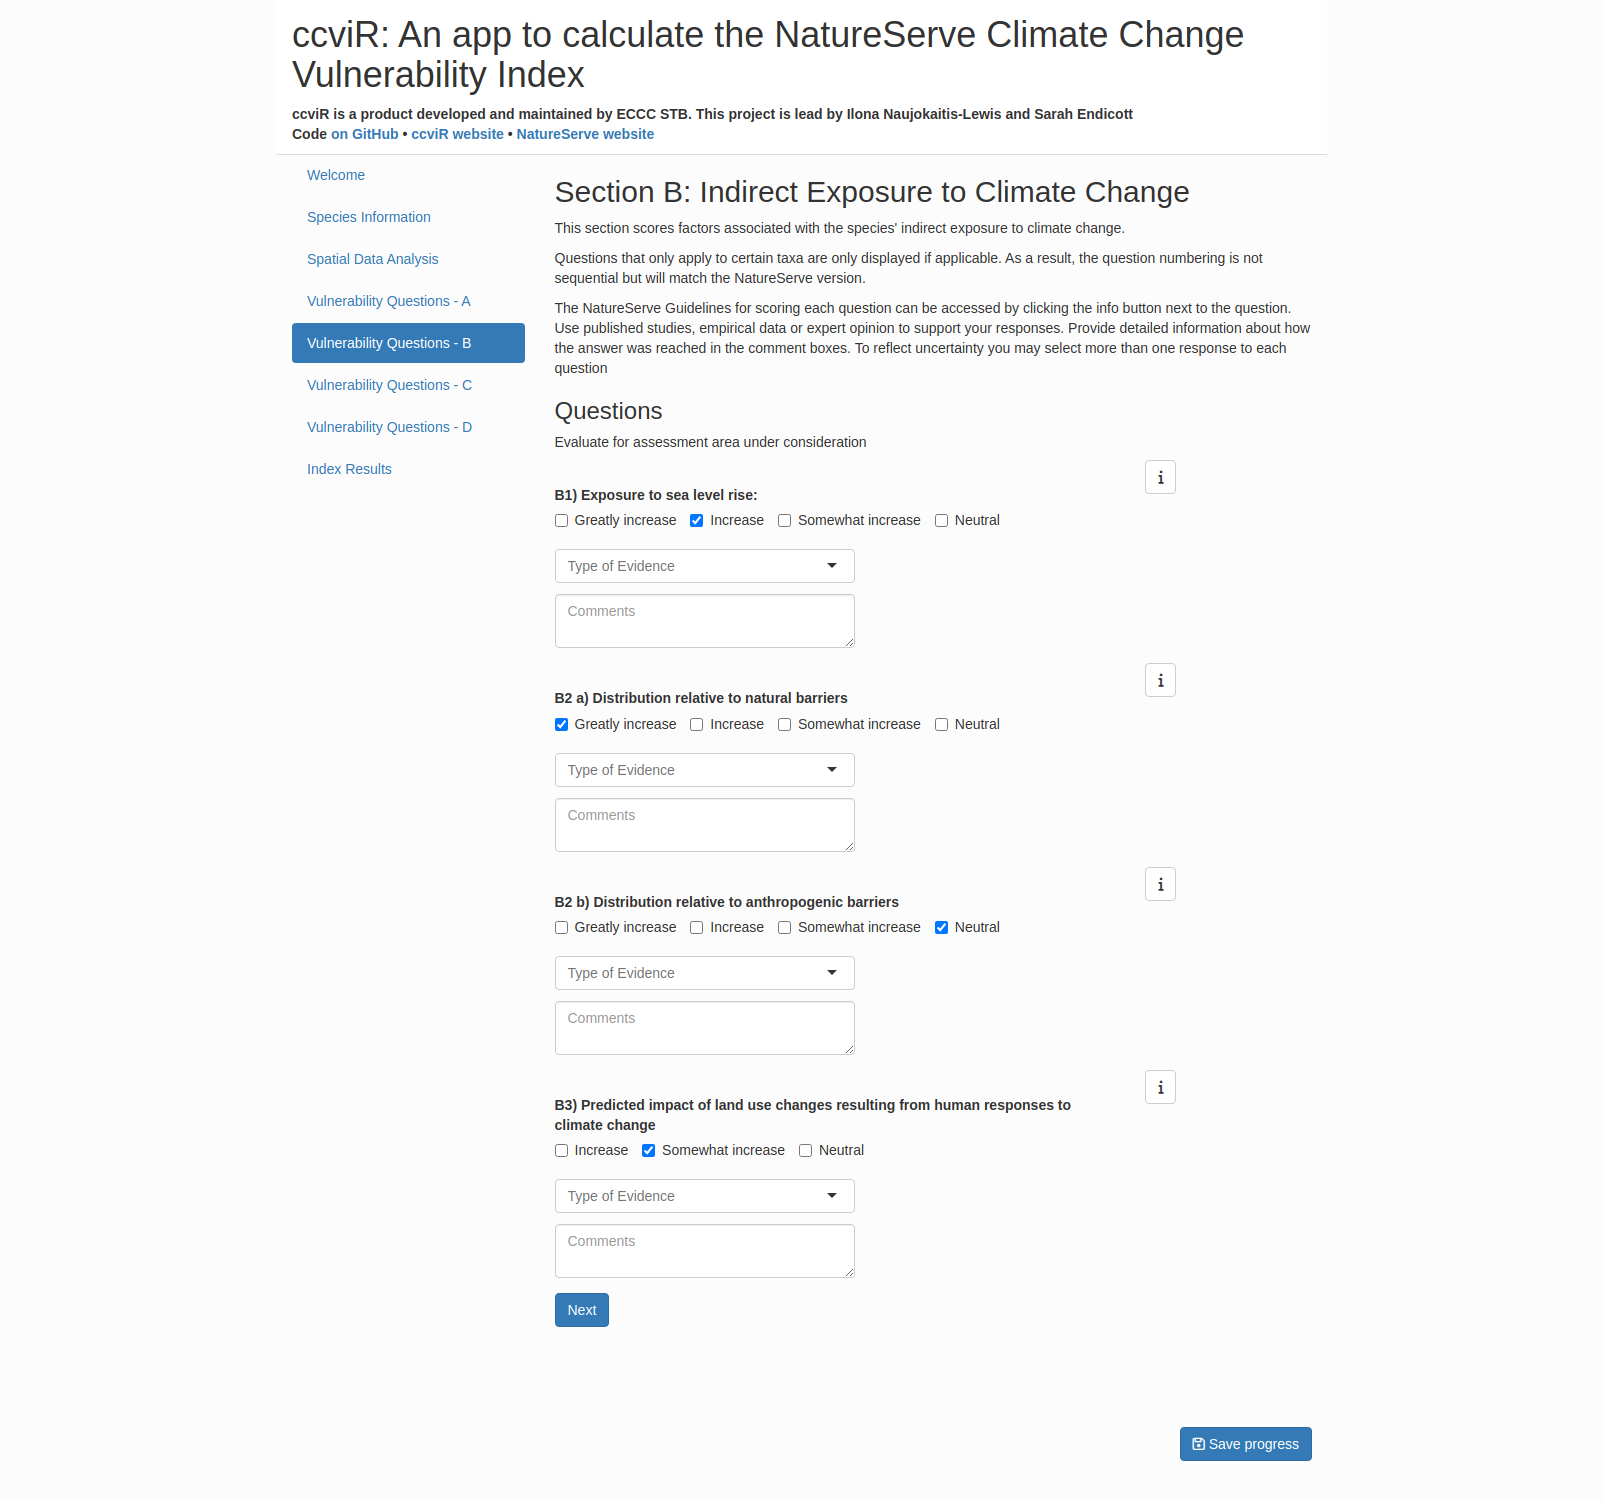 ccviR: An app to calculate the NatureServe Climate Change
Vulnerability Index
ccviR is a product developed and maintained by ECCC STB. This project is lead by Ilona Naujokaitis-Lewis and Sarah Endicott
Code on GitHub • ccviR website • NatureServe website
Welcome
Species Information
Spatial Data Analysis
Vulnerability Questions - A
Vulnerability Questions - B
Vulnerability Questions - C
Vulnerability Questions - D
Index Results
Section B: Indirect Exposure to Climate Change
This section scores factors associated with the species' indirect exposure to climate change.
Questions that only apply to certain taxa are only displayed if applicable. As a result, the question numbering is not
sequential but will match the NatureServe version.
The NatureServe Guidelines for scoring each question can be accessed by clicking the info button next to the question.
Use published studies, empirical data or expert opinion to support your responses. Provide detailed information about how
the answer was reached in the comment boxes. To reflect uncertainty you may select more than one response to each
question
Questions
Evaluate for assessment area under consideration
i
B1) Exposure to sea level rise:
Greatly increase Increase Somewhat increase Neutral
Type of Evidence
Comments
i
B2 a) Distribution relative to natural barriers
Greatly increase Increase Somewhat increase Neutral
Type of Evidence
Comments
i
B2 b) Distribution relative to anthropogenic barriers
Greatly increase Increase Somewhat increase Neutral
Type of Evidence
Comments
i
B3) Predicted impact of land use changes resulting from human responses to
climate change
Increase Somewhat increase Neutral
Type of Evidence
Comments
Next
Save progress